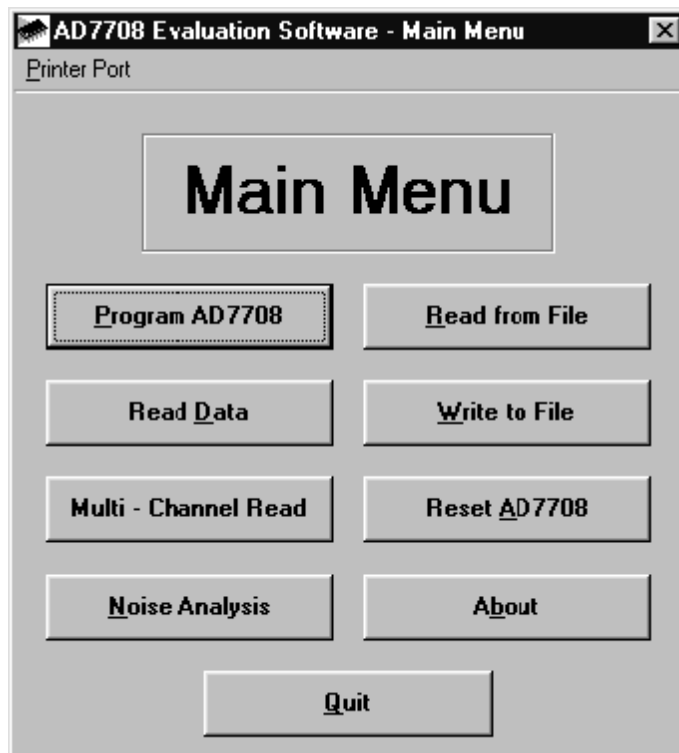 AD7708 Evaluation Software - Main Menu
Printer Port
Main Menu
Program AD7708
Read from File
Read Data
Write to File
Multi - Channel Read
Reset AD7708
Noise Analysis
About
Quit